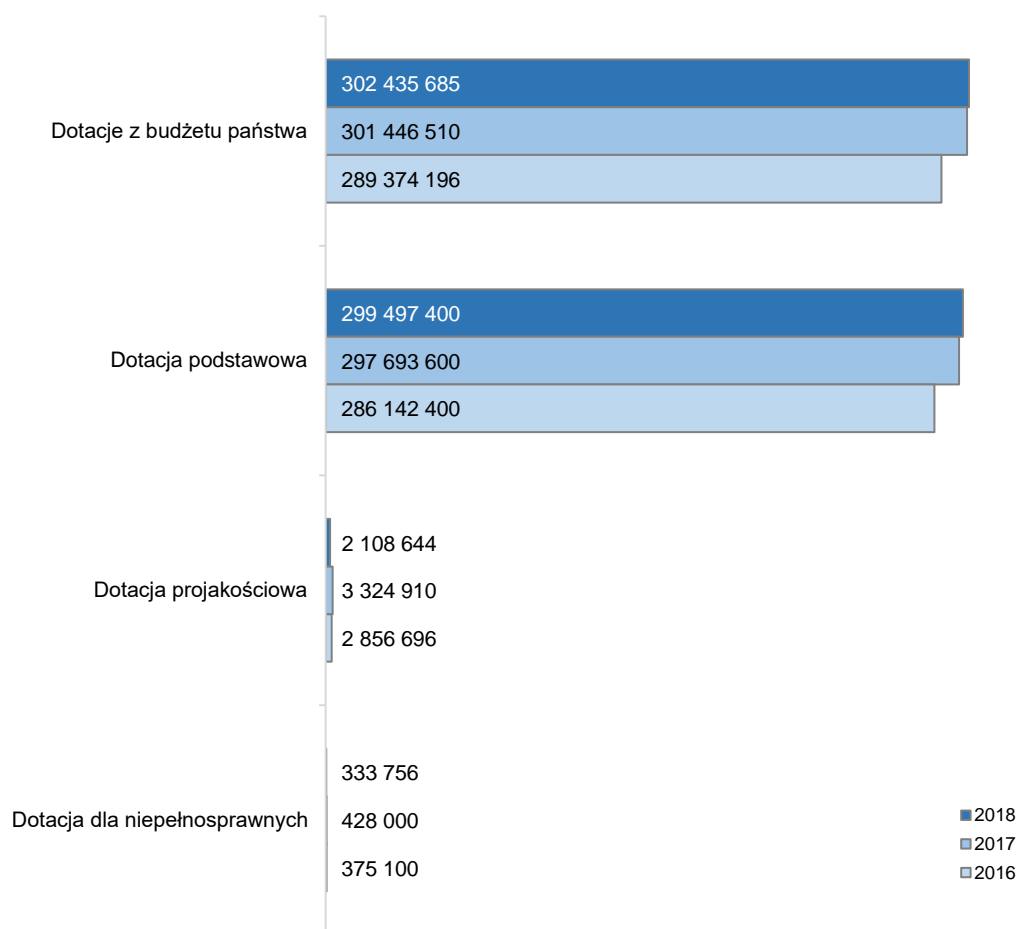 302 435 685
Dotacje z budżetu państwa
301 446 510
289 374 196
299 497 400
Dotacja podstawowa
297 693 600
286 142 400
2 108 644
Dotacja projakościowa
3 324 910
2 856 696
333 756
Dotacja dla niepełnosprawnych
428 000
375 100
2018
2017
2016